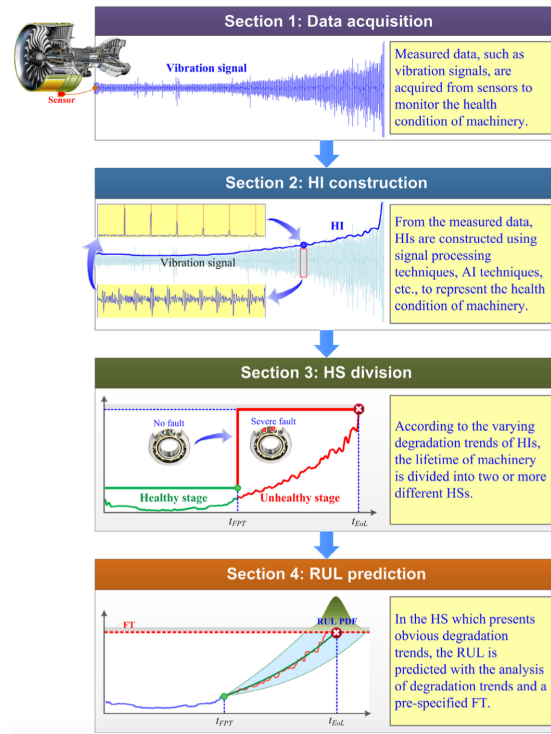 Section 1: Data acquisition
Vibration signal
Sensor
Measured data, such as
vibration signals, are
acquired from sensors to
monitor the health
condition of machinery.
Section 2: HI construction
HI
Vibration signal
From the measured data,
HIs are constructed using
signal processing
techniques, AI techniques,
etc., to represent the health
condition of machinery.
Section 3: HS division
No fault
Severe fault
Healthy stage
Unhealthy stage
t_FPT
t_EoL
According to the varying
degradation trends of HIs,
the lifetime of machinery
is divided into two or more
different HSs.
Section 4: RUL prediction
FT
RUL PDF
t_FPT
t_EoL
In the HS which presents
obvious degradation
trends, the RUL is
predicted with the analysis
of degradation trends and a
pre-specified FT.